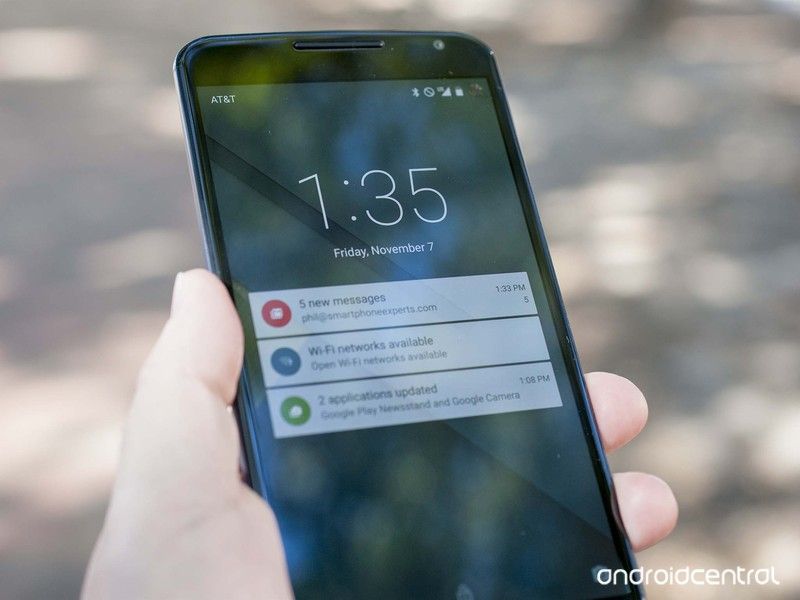 AT&T
1:35
Friday, November 7
5 new messages 1:33 PM
phil@smartphoneexperts.com 5
Wi-Fi networks available
Open Wi-Fi networks available
2 applications updated 1:08 PM
Google Play Newsstand and Google Camera
androidcentral